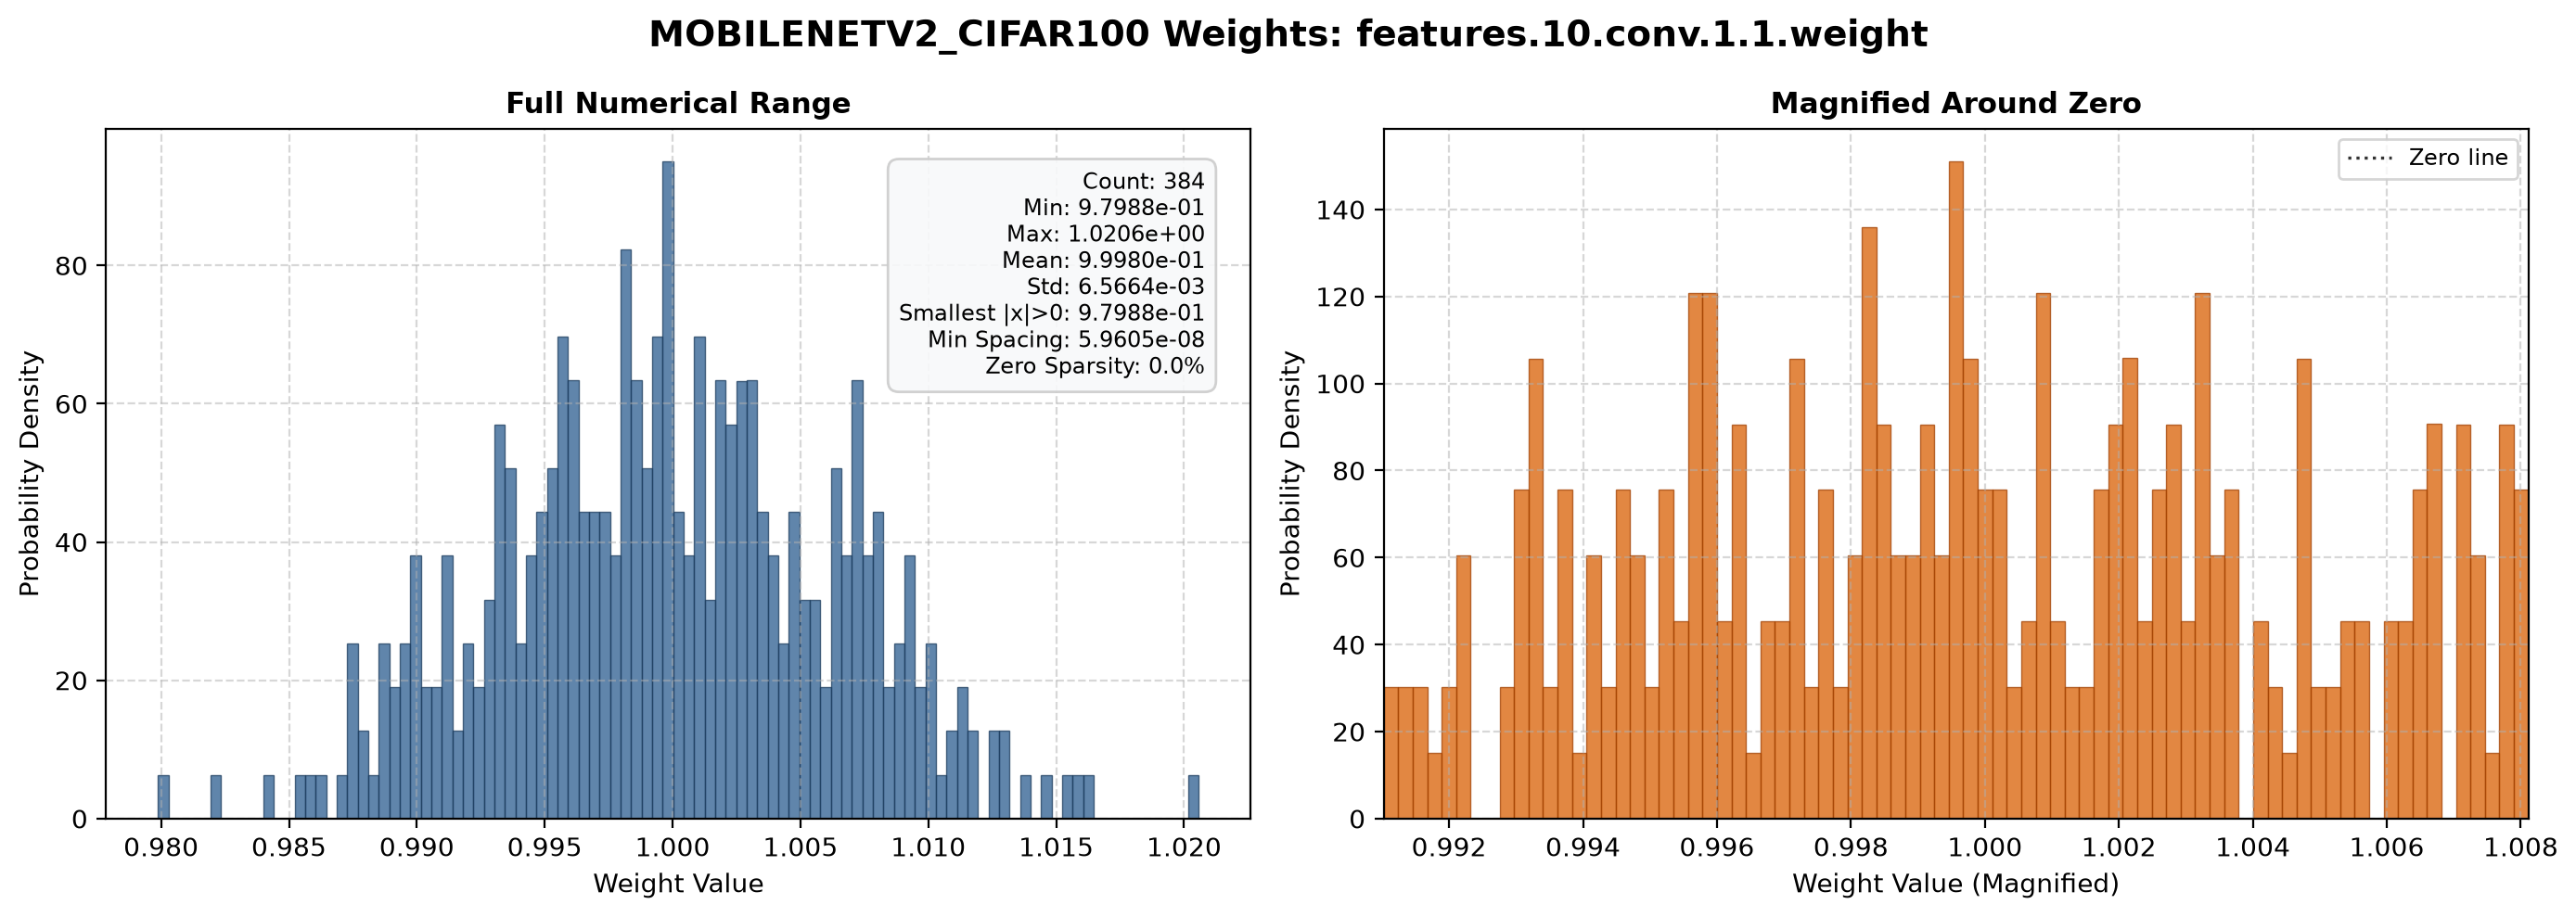 MOBILENETV2_CIFAR100 Weights: features.10.conv.1.1.weight
Full Numerical Range
Probability Density
80
60
40
20
0
Count: 384
Min: 9.7988e-01
Max: 1.0206e+00
Mean: 9.9980e-01
Std: 6.5664e-03
Smallest |x|>0: 9.7988e-01
Min Spacing: 5.9605e-08
Zero Sparsity: 0.0%
0.980 0.985 0.990 0.995 1.000 1.005 1.010 1.015 1.020
Weight Value
Magnified Around Zero
Probability Density
140
120
100
80
60
40
20
0
Zero line
0.992 0.994 0.996 0.998 1.000 1.002 1.004 1.006 1.008
Weight Value (Magnified)